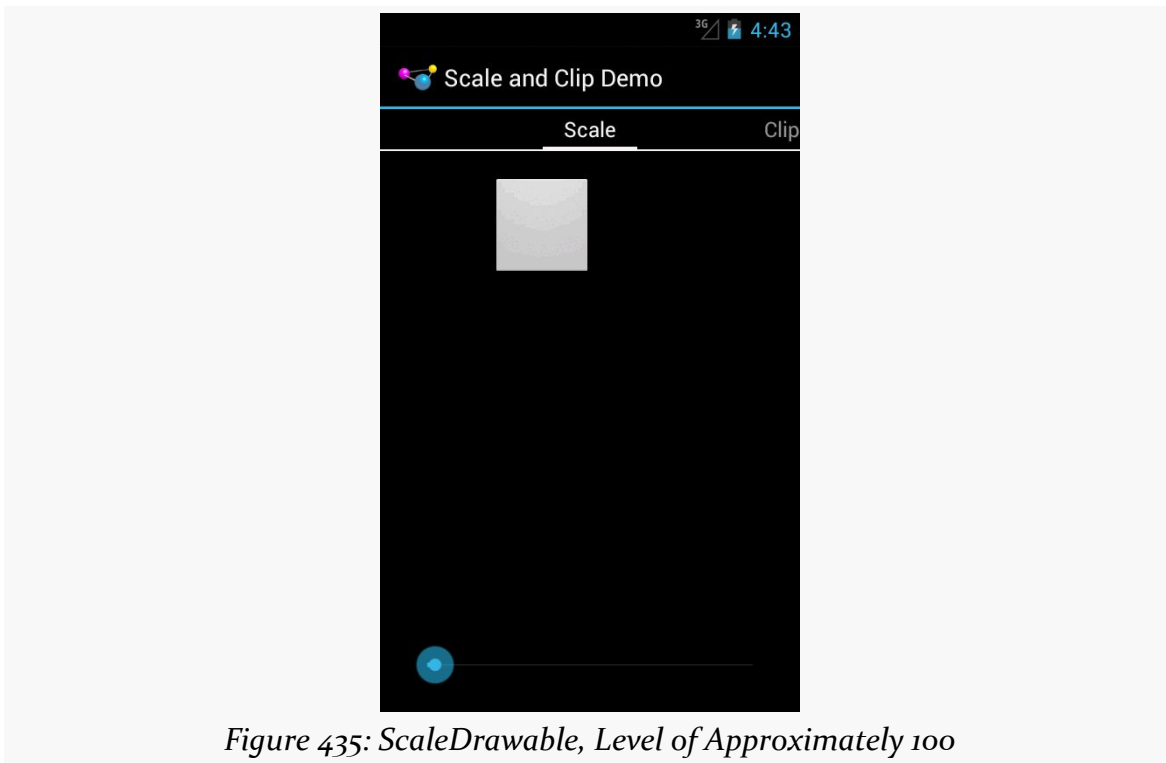 3G 4:43
Scale and Clip Demo
Scale Clip
Figure 435: ScaleDrawable, Level of Approximately 100